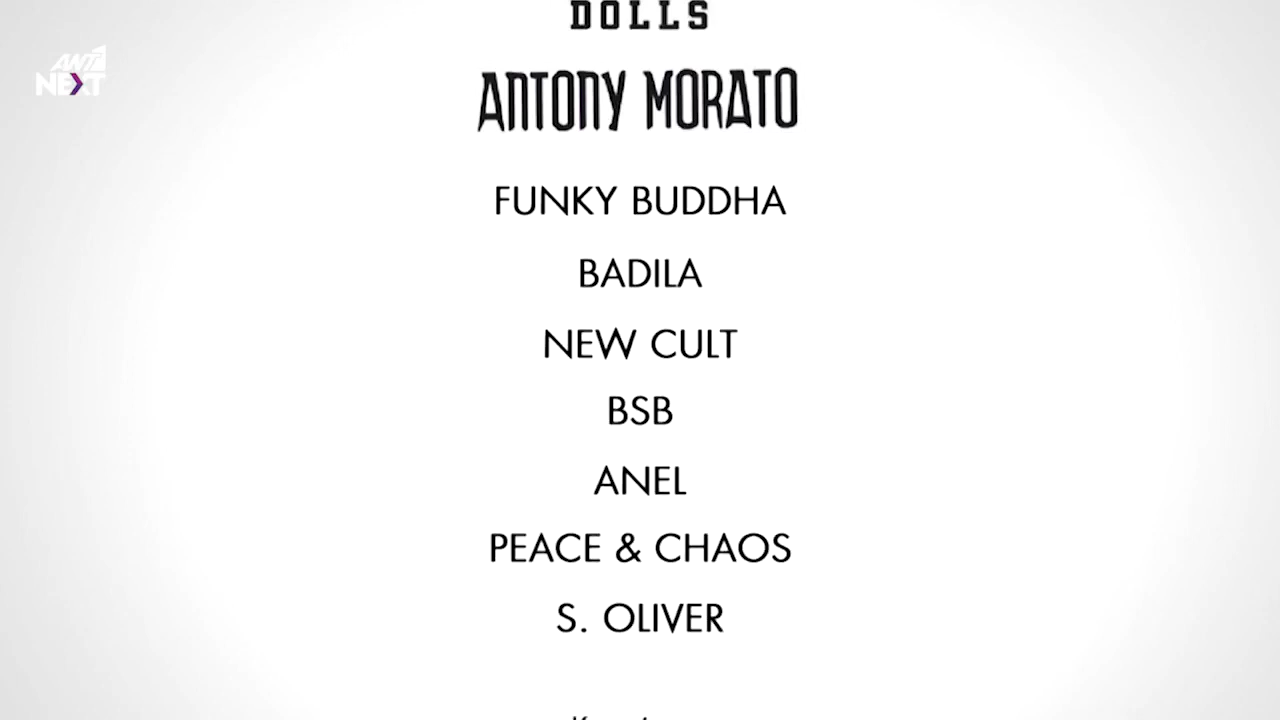 DOLLS
ANT1
NEXT
ANTONY MORATO
FUNKY BUDDHA
BADILA
NEW CULT
BSB
ANEL
PEACE & CHAOS
S. OLIVER